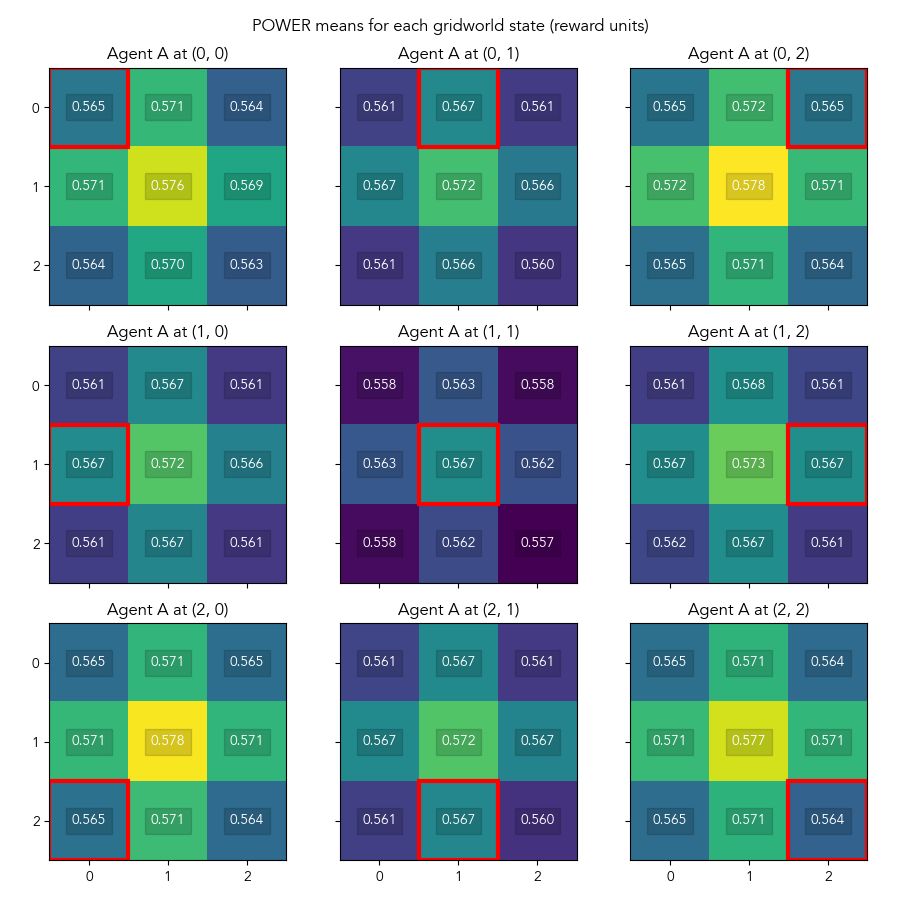 POWER means for each gridworld state (reward units)
Agent A at (0, 0) Agent A at (0, 1) Agent A at (0, 2)
0 0.565 0.571 0.564 0.561 0.567 0.561 0.565 0.572 0.565
1 0.571 0.576 0.569 0.567 0.572 0.566 0.572 0.578 0.571
2 0.564 0.570 0.563 0.561 0.566 0.560 0.565 0.571 0.564
Agent A at (1, 0) Agent A at (1, 1) Agent A at (1, 2)
0 0.561 0.567 0.561 0.558 0.563 0.558 0.561 0.568 0.561
1 0.567 0.572 0.566 0.563 0.567 0.562 0.567 0.573 0.567
2 0.561 0.567 0.561 0.558 0.562 0.557 0.562 0.567 0.561
Agent A at (2, 0) Agent A at (2, 1) Agent A at (2, 2)
0 0.565 0.571 0.565 0.561 0.567 0.561 0.565 0.571 0.564
1 0.571 0.578 0.571 0.567 0.572 0.567 0.571 0.577 0.571
2 0.565 0.571 0.564 0.561 0.567 0.560 0.565 0.571 0.564
0 1 2 0 1 2 0 1 2